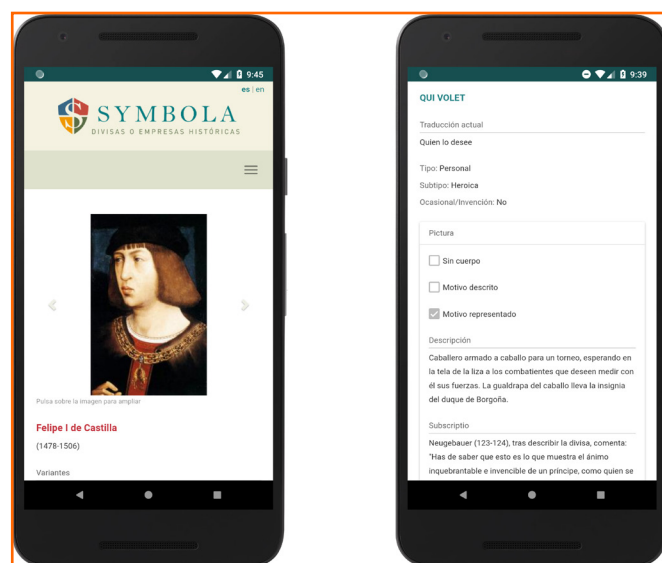 9:45
es | en
SYMBOLA
DIVISAS O EMPRESAS HISTÓRICAS
Pulsa sobre la imagen para ampliar
Felipe I de Castilla
(1478-1506)
Variantes
9:39
QUI VOLET
Traducción actual
Quien lo desee
Tipo: Personal
Subtipo: Heroica
Ocasional/Invención: No
Pictura
Sin cuerpo
Motivo descrito
Motivo representado
Descripción
Caballero armado a caballo para un torneo, esperando en
la tela de la liza a los combatientes que deseen medir con
él sus fuerzas. La gualdrapa del caballo lleva la insignia
del duque de Borgoña.
Subscriptio
Neugebauer (123-124), tras describir la divisa, comenta:
"Has de saber que esto es lo que muestra el ánimo
inquebrantable e invencible de un príncipe, como quien se